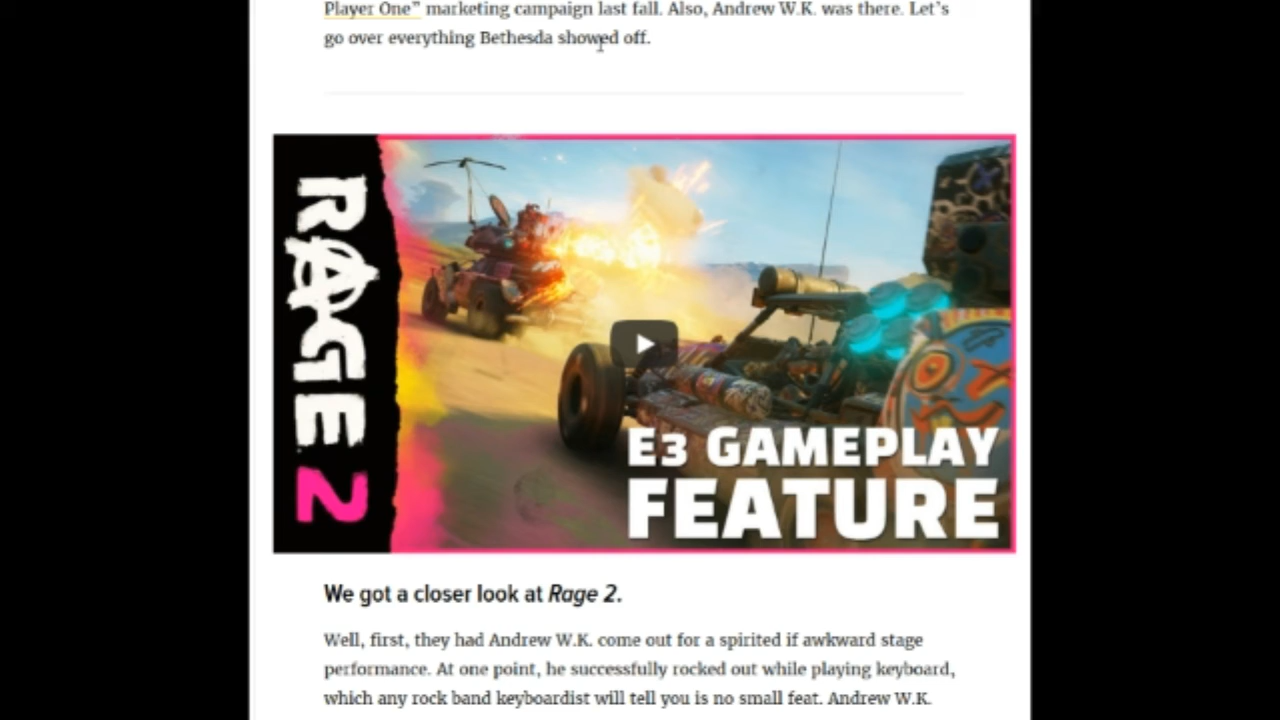 Player One” marketing campaign last fall. Also, Andrew W.K. was there. Let's
go over everything Bethesda showed off.
RAGE 2
E3 GAMEPLAY
FEATURE
We got a closer look at Rage 2.
Well, first, they had Andrew W.K. come out for a spirited if awkward stage
performance. At one point, he successfully rocked out while playing keyboard,
which any rock band keyboardist will tell you is no small feat. Andrew W.K.